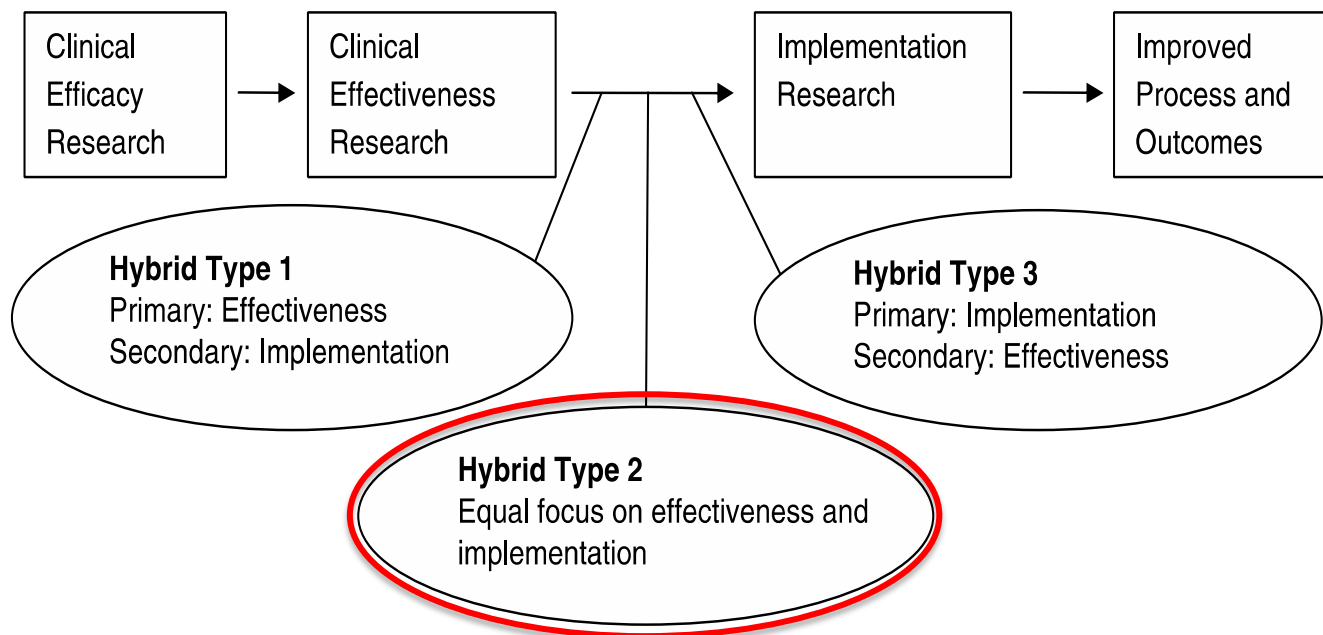 Clinical
Efficacy
Research
Clinical
Effectiveness
Research
Implementation
Research
Improved
Process and
Outcomes
Hybrid Type 1
Primary: Effectiveness
Secondary: Implementation
Hybrid Type 3
Primary: Implementation
Secondary: Effectiveness
Hybrid Type 2
Equal focus on effectiveness and
implementation